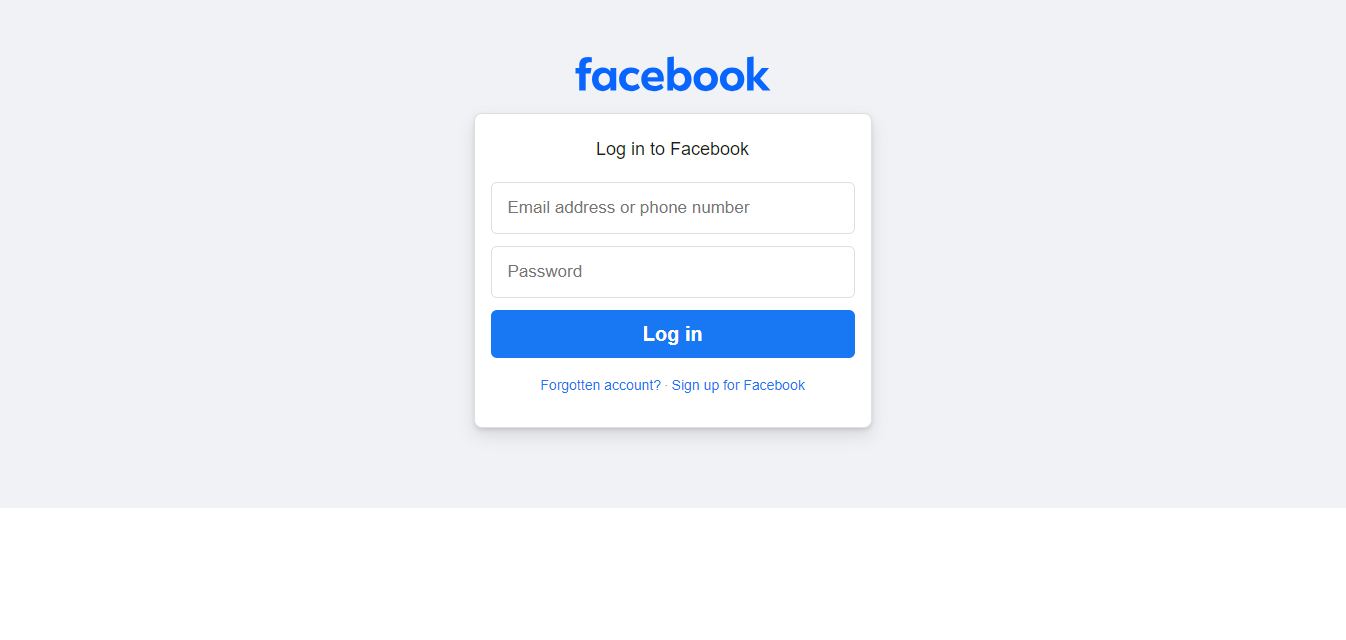 facebook
Log in to Facebook
Email address or phone number
Password
Log in
Forgotten account? · Sign up for Facebook